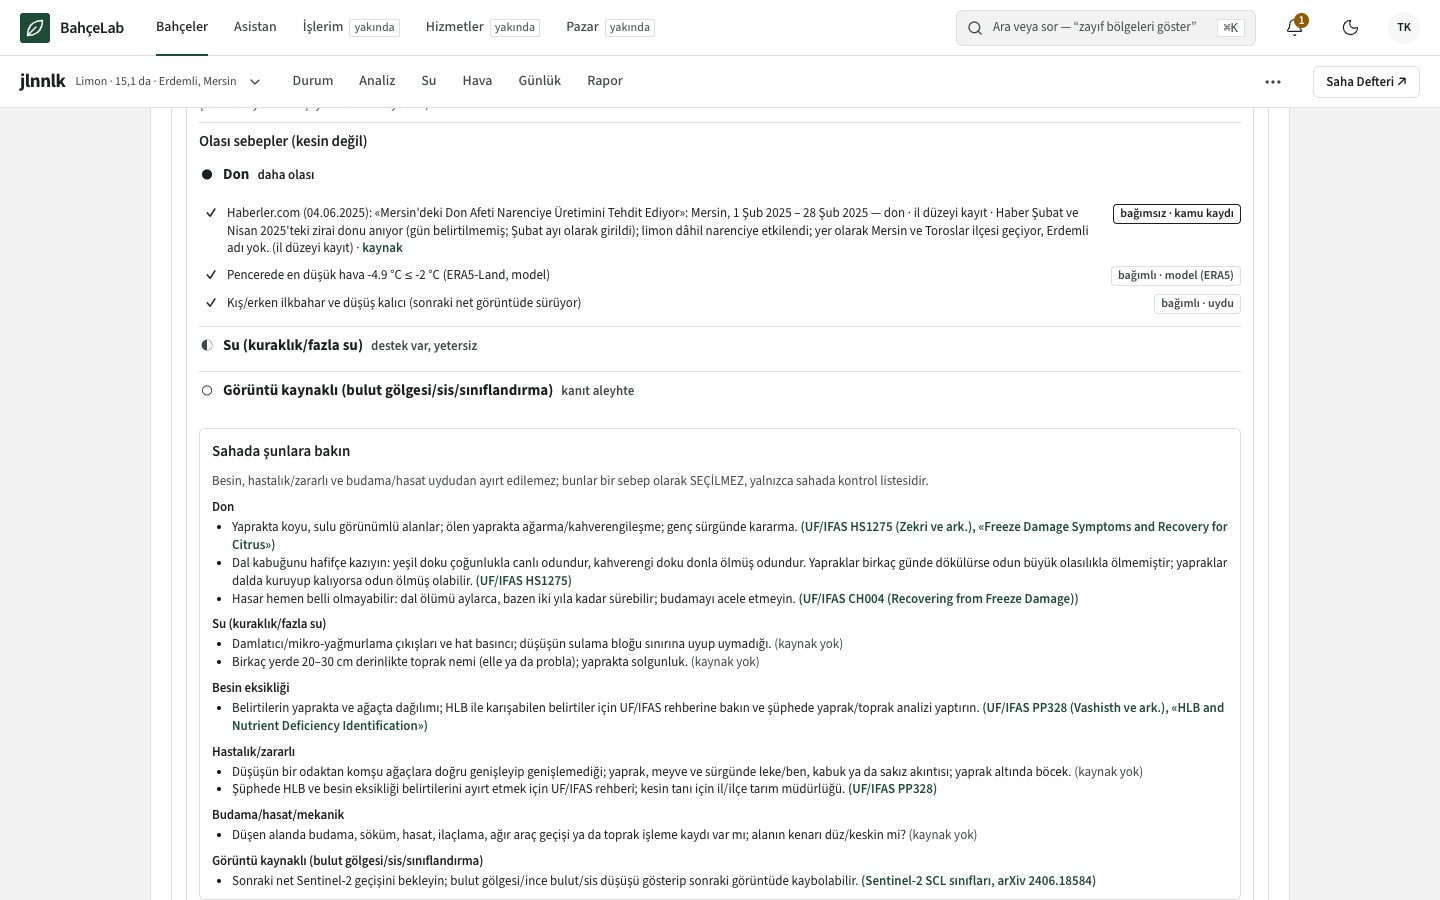 BahçeLab Bahçeler Asistan İşlerim yakında Hizmetler yakında Pazar yakında Ara veya sor — “zayıf bölgeleri göster” ⌘K 1 TK
jlnnlk Limon · 15,1 da · Erdemli, Mersin Durum Analiz Su Hava Günlük Rapor ••• Saha Defteri ↗
Olası sebepler (kesin değil)
Don daha olası
Haberler.com (04.06.2025): «Mersin'deki Don Afeti Narenciye Üretimini Tehdit Ediyor»: Mersin, 1 Şub 2025 – 28 Şub 2025 — don · il düzeyi kayıt · Haber Şubat ve bağımsız · kamu kaydı
Nisan 2025'teki zirai donu anıyor (gün belirtilmemiş; Şubat ayı olarak girildi); limon dâhil narenciye etkilendi; yer olarak Mersin ve Toroslar ilçesi geçiyor, Erdemli
adı yok. (il düzeyi kayıt) · kaynak
Pencerede en düşük hava -4.9 °C ≤ -2 °C (ERA5-Land, model) bağımlı · model (ERA5)
Kış/erken ilkbahar ve düşüş kalıcı (sonraki net görüntüde sürüyor) bağımlı · uydu
Su (kuraklık/fazla su) destek var, yetersiz
Görüntü kaynaklı (bulut gölgesi/sis/sınıflandırma) kanıt aleyhte
Sahada şunlara bakın
Besin, hastalık/zararlı ve budama/hasat uydudan ayırt edilemez; bunlar bir sebep olarak SEÇİLMEZ, yalnızca sahada kontrol listesidir.
Don
• Yaprakta koyu, sulu görünümlü alanlar; ölen yaprakta ağarma/kahverengileşme; genç sürgünde kararma. (UF/IFAS HS1275 (Zekri ve ark.), «Freeze Damage Symptoms and Recovery for
Citrus»)
• Dal kabuğunu hafifçe kazıyın: yeşil doku çoğunlukla canlı odundur, kahverengi doku donla ölmüş odundur. Yapraklar birkaç günde dökülürse odun büyük olasılıkla ölmemiştir; yapraklar
dalda kuruyup kalıyorsa odun ölmüş olabilir. (UF/IFAS HS1275)
• Hasar hemen belli olmayabilir: dal ölümü aylarca, bazen iki yıla kadar sürebilir; budamayı acele etmeyin. (UF/IFAS CH004 (Recovering from Freeze Damage))
Su (kuraklık/fazla su)
• Damlatıcı/mikro-yağmurlama çıkışları ve hat basıncı; düşüşün sulama bloğu sınırına uyup uymadığı. (kaynak yok)
• Birkaç yerde 20–30 cm derinlikte toprak nemi (elle ya da probla); yaprakta solgunluk. (kaynak yok)
Besin eksikliği
• Belirtilerin yaprakta ve ağaçta dağılımı; HLB ile karışabilen belirtiler için UF/IFAS rehberine bakın ve şüphede yaprak/toprak analizi yaptırın. (UF/IFAS PP328 (Vashisth ve ark.), «HLB and
Nutrient Deficiency Identification»)
Hastalık/zararlı
• Düşüşün bir odaktan komşu ağaçlara doğru genişleyip genişlemediği; yaprak, meyve ve sürgünde leke/ben, kabuk ya da sakız akıntısı; yaprak altında böcek. (kaynak yok)
• Şüphede HLB ve besin eksikliği belirtilerini ayırt etmek için UF/IFAS rehberi; kesin tanı için il/ilçe tarım müdürlüğü. (UF/IFAS PP328)
Budama/hasat/mekanik
• Düşen alanda budama, söküm, hasat, ilaçlama, ağır araç geçişi ya da toprak işleme kaydı var mı; alanın kenarı düz/keskin mi? (kaynak yok)
Görüntü kaynaklı (bulut gölgesi/sis/sınıflandırma)
• Sonraki net Sentinel-2 geçişini bekleyin; bulut gölgesi/ince bulut/sis düşüşü gösterip sonraki görüntüde kaybolabilir. (Sentinel-2 SCL sınıfları, arXiv 2406.18584)